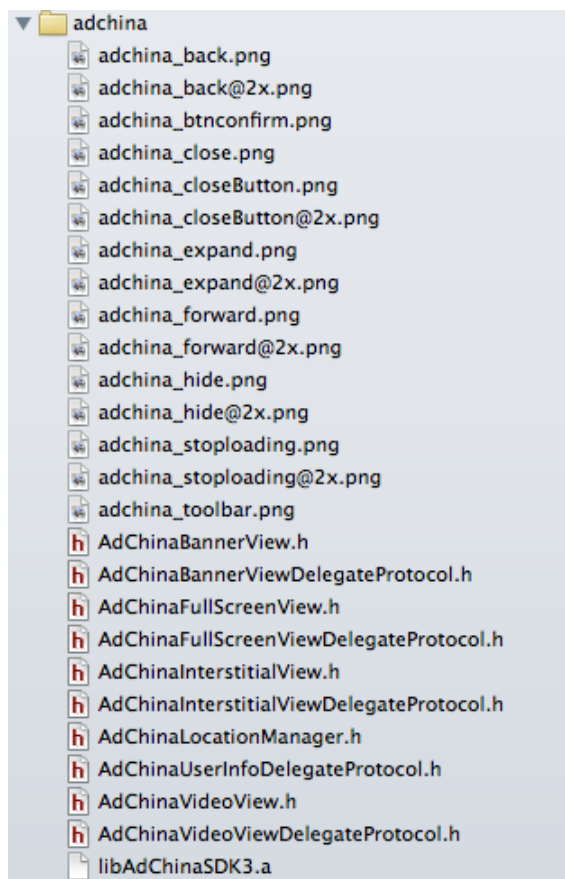 adchina
adchina_back.png
adchina_back@2x.png
adchina_btnconfirm.png
adchina_close.png
adchina_closeButton.png
adchina_closeButton@2x.png
adchina_expand.png
adchina_expand@2x.png
adchina_forward.png
adchina_forward@2x.png
adchina_hide.png
adchina_hide@2x.png
adchina_stoploading.png
adchina_stoploading@2x.png
adchina_toolbar.png
h AdChinaBannerView.h
h AdChinaBannerViewDelegateProtocol.h
h AdChinaFullScreenView.h
h AdChinaFullScreenViewDelegateProtocol.h
h AdChinaInterstitialView.h
h AdChinaInterstitialViewDelegateProtocol.h
h AdChinaLocationManager.h
h AdChinaUserInfoDelegateProtocol.h
h AdChinaVideoView.h
h AdChinaVideoViewDelegateProtocol.h
libAdChinaSDK3.a